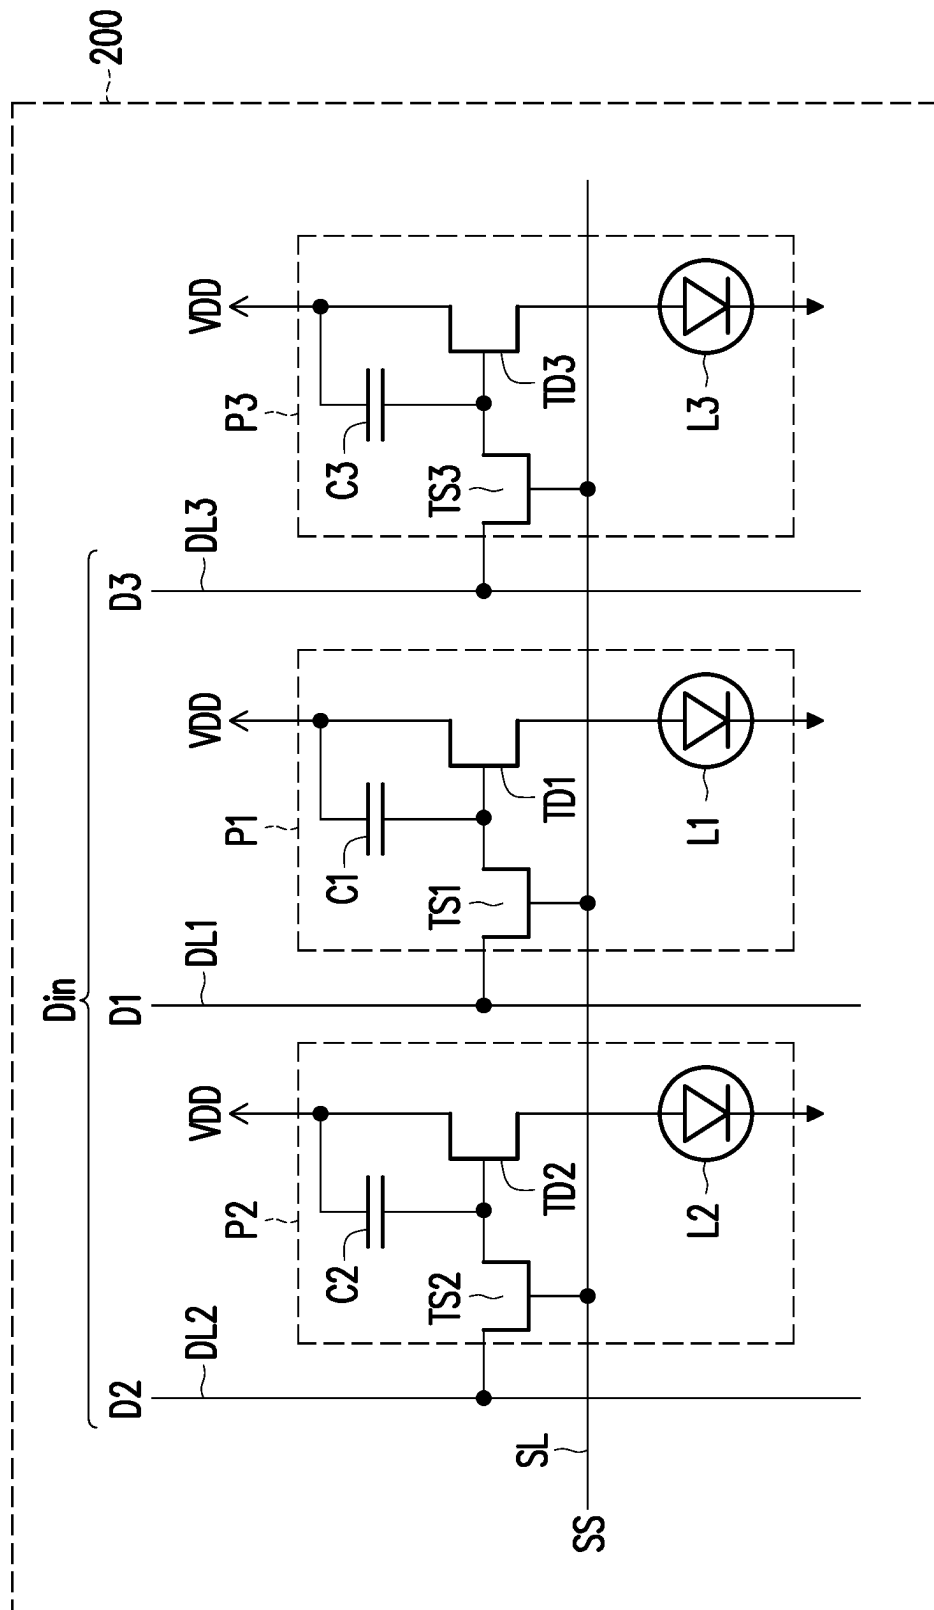 200
Din
D2
D1
D3
DL2
DL1
DL3
VDD
VDD
VDD
P2
P1
P3
C2
C1
C3
TS2
TS1
TS3
TD2
TD1
TD3
SL
SS
L2
L1
L3